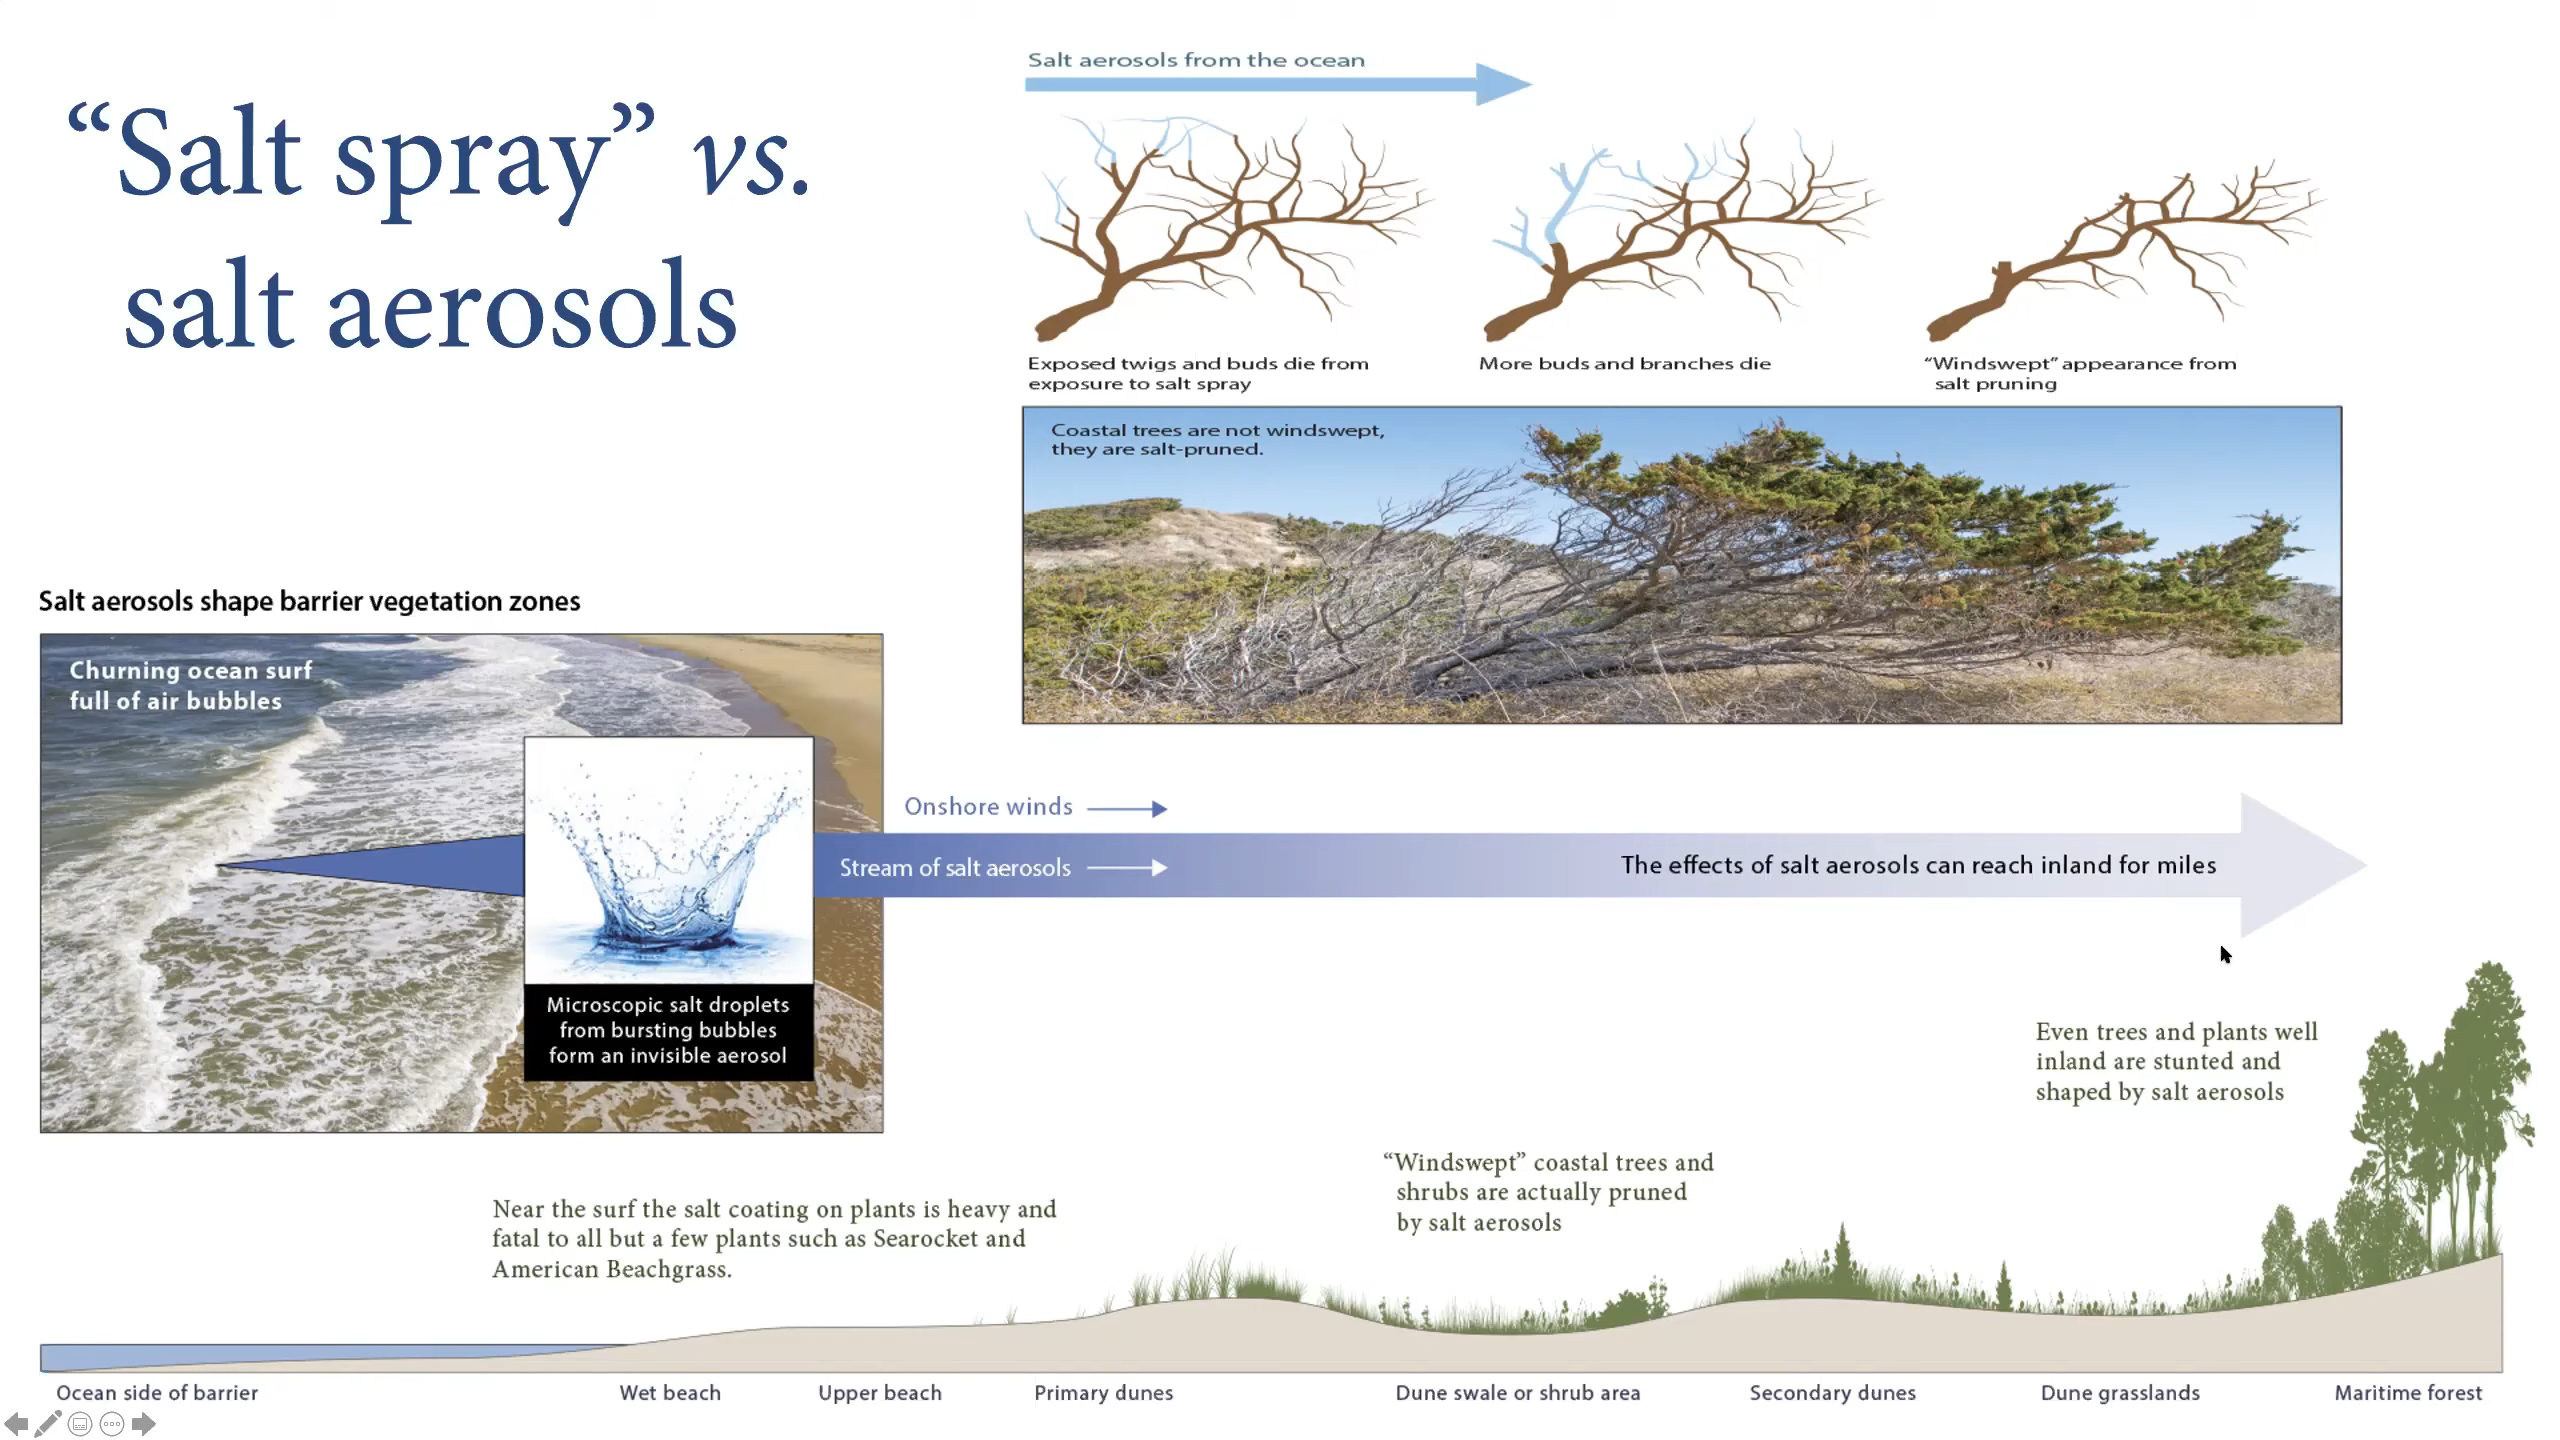 “Salt spray” vs.
salt aerosols
Salt aerosols from the ocean
Exposed twigs and buds die from
exposure to salt spray
More buds and branches die
“Windswept” appearance from
salt pruning
Coastal trees are not windswept,
they are salt-pruned.
Salt aerosols shape barrier vegetation zones
Churning ocean surf
full of air bubbles
Microscopic salt droplets
from bursting bubbles
form an invisible aerosol
Onshore winds
Stream of salt aerosols
The effects of salt aerosols can reach inland for miles
Near the surf the salt coating on plants is heavy and
fatal to all but a few plants such as Searocket and
American Beachgrass.
“Windswept” coastal trees and
shrubs are actually pruned
by salt aerosols
Even trees and plants well
inland are stunted and
shaped by salt aerosols
Ocean side of barrier
Wet beach
Upper beach
Primary dunes
Dune swale or shrub area
Secondary dunes
Dune grasslands
Maritime forest